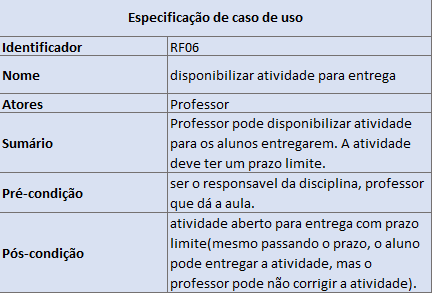 Especificação de caso de uso
Identificador RF06
Nome disponibilizar atividade para entrega
Atores Professor
Sumário Professor pode disponibilizar atividade
para os alunos entregarem. A atividade
deve ter um prazo limite.
Pré-condição ser o responsavel da disciplina, professor
que dá a aula.
Pós-condição atividade aberto para entrega com prazo
limite(mesmo passando o prazo, o aluno
pode entregar a atividade, mas o
professor pode não corrigir a atividade).